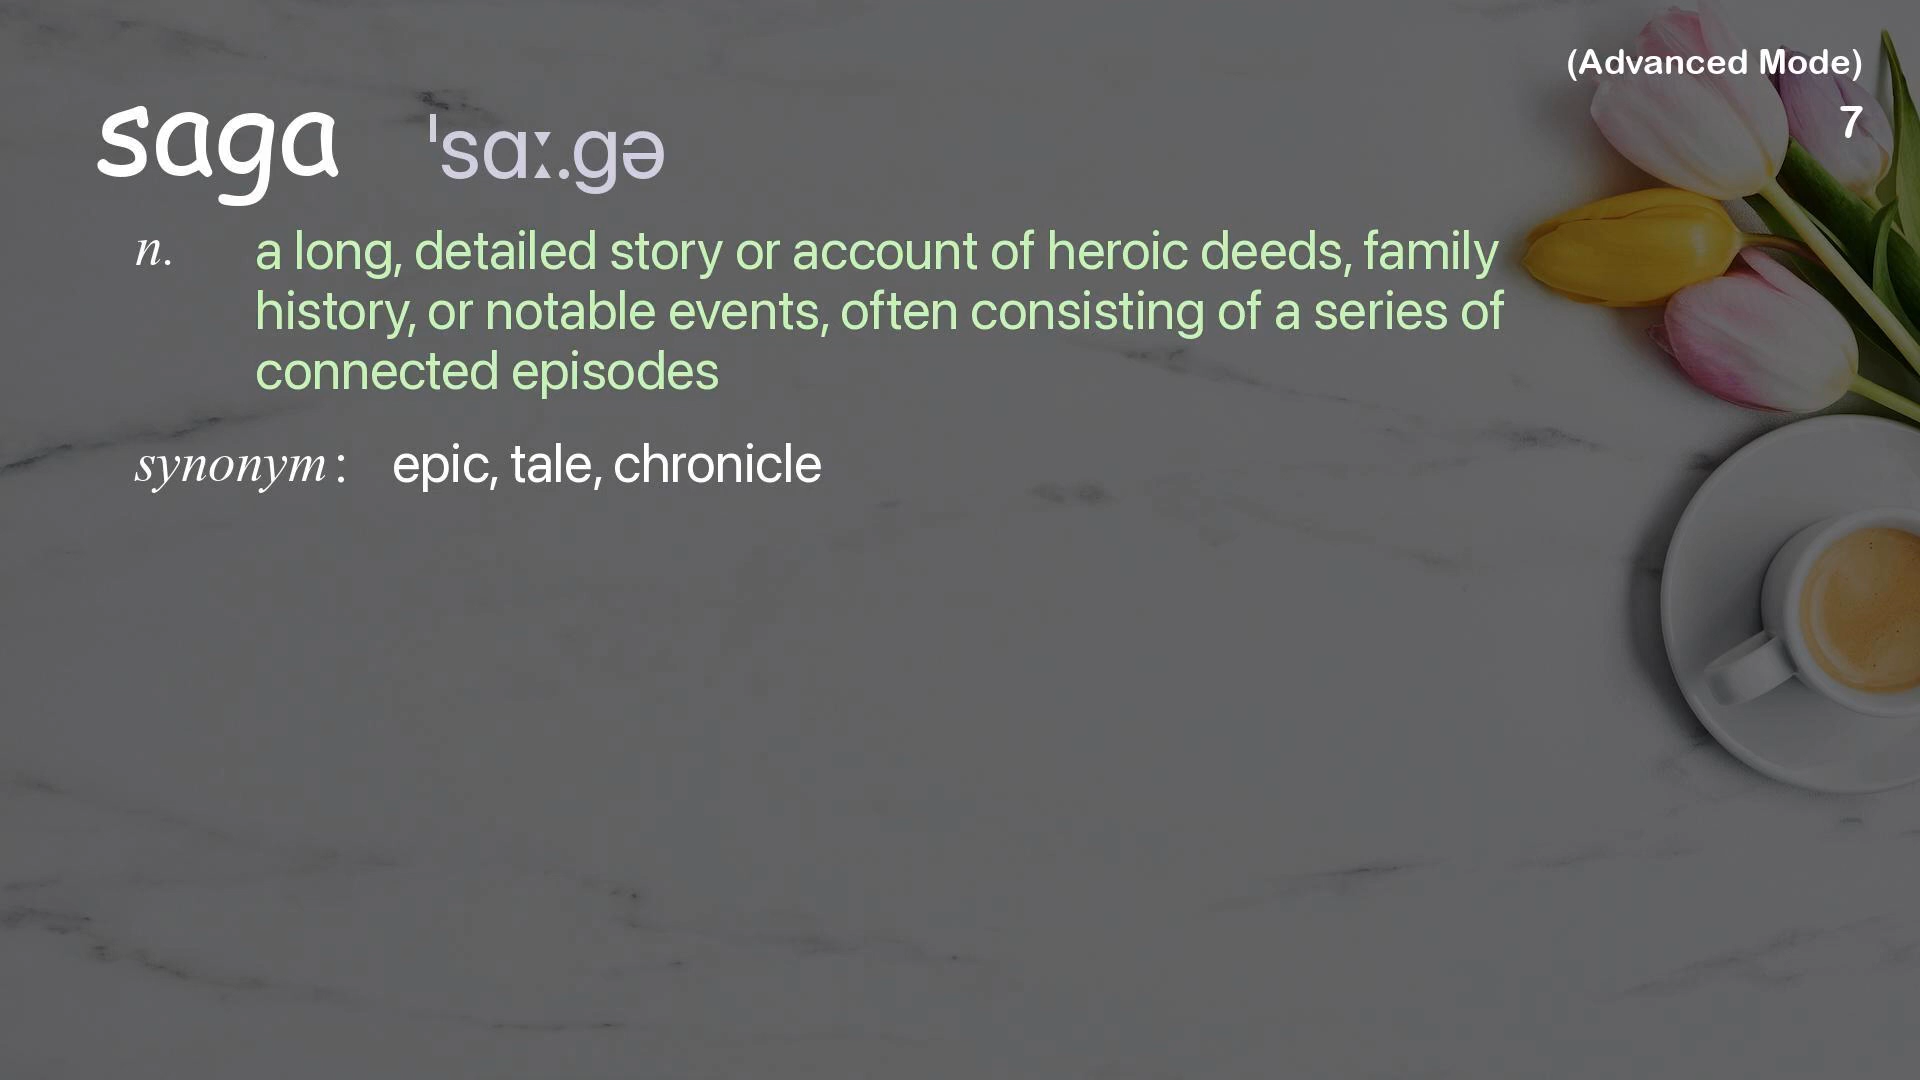 (Advanced Mode)
7
saga ˈsɑː.gə
n. a long, detailed story or account of heroic deeds, family
history, or notable events, often consisting of a series of
connected episodes
synonym: epic, tale, chronicle